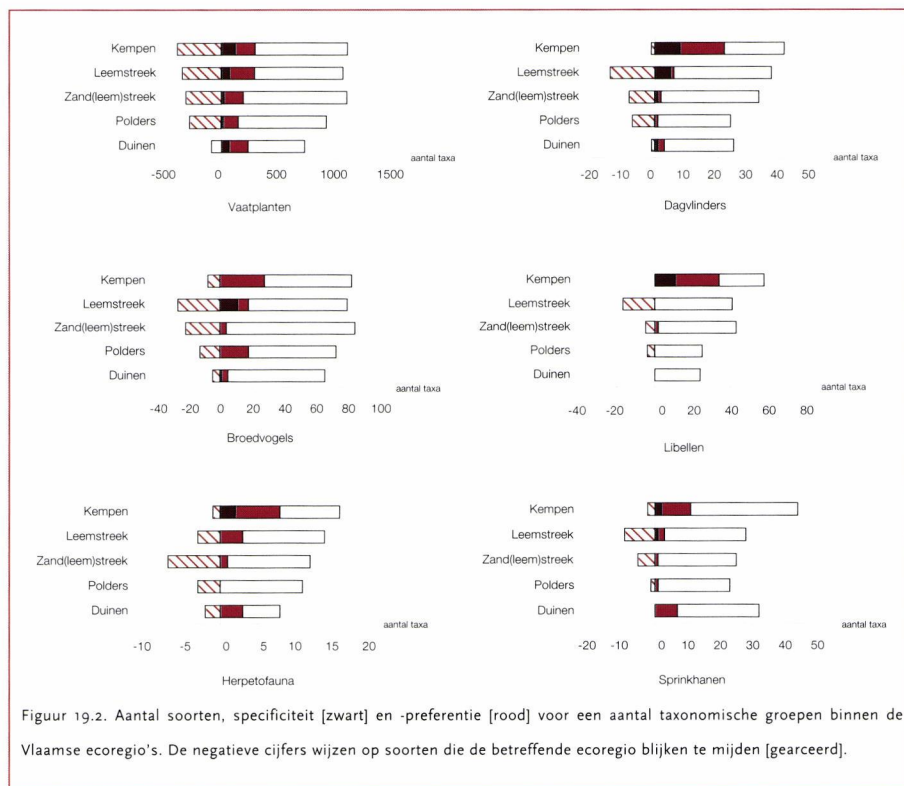 Kempen
Leemstreek
Zand(leem)streek
Polders
Duinen
aantal taxa
-500 0 500 1000 1500
Vaatplanten
Kempen
Leemstreek
Zand(leem)streek
Polders
Duinen
aantal taxa
-20 -10 0 10 20 30 40 50
Dagvlinders
Kempen
Leemstreek
Zand(leem)streek
Polders
Duinen
aantal taxa
-40 -20 0 20 40 60 80 100
Broedvogels
Kempen
Leemstreek
Zand(leem)streek
Polders
Duinen
aantal taxa
-40 -20 0 20 40 60 80
Libellen
Kempen
Leemstreek
Zand(leem)streek
Polders
Duinen
aantal taxa
-10 -5 0 5 10 15 20
Herpetofauna
Kempen
Leemstreek
Zand(leem)streek
Polders
Duinen
aantal taxa
-20 -10 0 10 20 30 40 50
Sprinkhanen
Figuur 19.2. Aantal soorten, specificiteit [zwart] en -preferentie [rood] voor een aantal taxonomische groepen binnen de
Vlaamse ecoregio's. De negatieve cijfers wijzen op soorten die de betreffende ecoregio blijken te mijden [gearceerd].